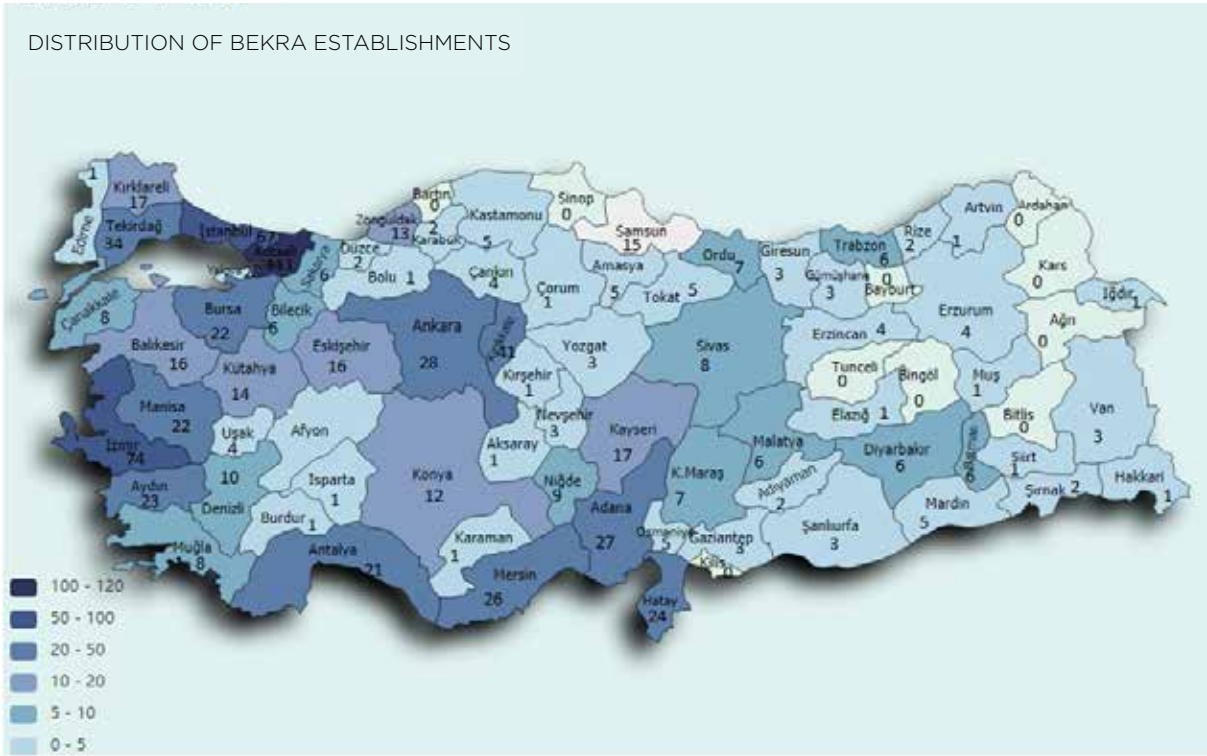 DISTRIBUTION OF BEKRA ESTABLISHMENTS
1
Edirne
Kırklareli
17
Tekirdağ
34
İstanbul
67
Sakarya
6
Düzce
2
Bolu 1
Zonguldak
13
Bartın
0
2
Karabük
Kastamonu
5
Çankırı
4
Sinop
0
Samsun
15
Çorum
1
Amasya
5
Tokat 5
Ordu
7
Giresun
3
Gümüşhane
3
Trabzon
6
Bayburt
0
Rize
2
Artvin
1
Ardahan
0
Kars
0
Iğdır
1
Ağrı
0
Erzurum
4
Erzincan 4
Çanakkale
8
Balıkesir
16
Bursa
22
Bilecik
6
Kütahya
14
Eskişehir
16
Ankara
28
41
Kırşehir
1
Yozgat
3
Sivas
8
Tunceli
0
Bingöl
0
Muş
1
Bitlis
0
Van
3
Elazığ 1
Manisa
22
İzmir
74
Uşak
4
Afyon
Aydın
23
10
Denizli
Isparta
1
Burdur 1
Muğla
8
Antalya
21
Konya
12
Aksaray
1
Nevşehir
3
Niğde
9
Kayseri
17
Karaman
1
Mersin
26
Adana
27
Osmaniye
5
Hatay
24
K.Maraş
7
Malatya
6
Adıyaman
2
Gaziantep
3
Kilis
0
Şanlıurfa
3
Diyarbakır
6
6
Mardin
5
Siirt
1
Şırnak 2
Hakkari
1
100 - 120
50 - 100
20 - 50
10 - 20
5 - 10
0 - 5